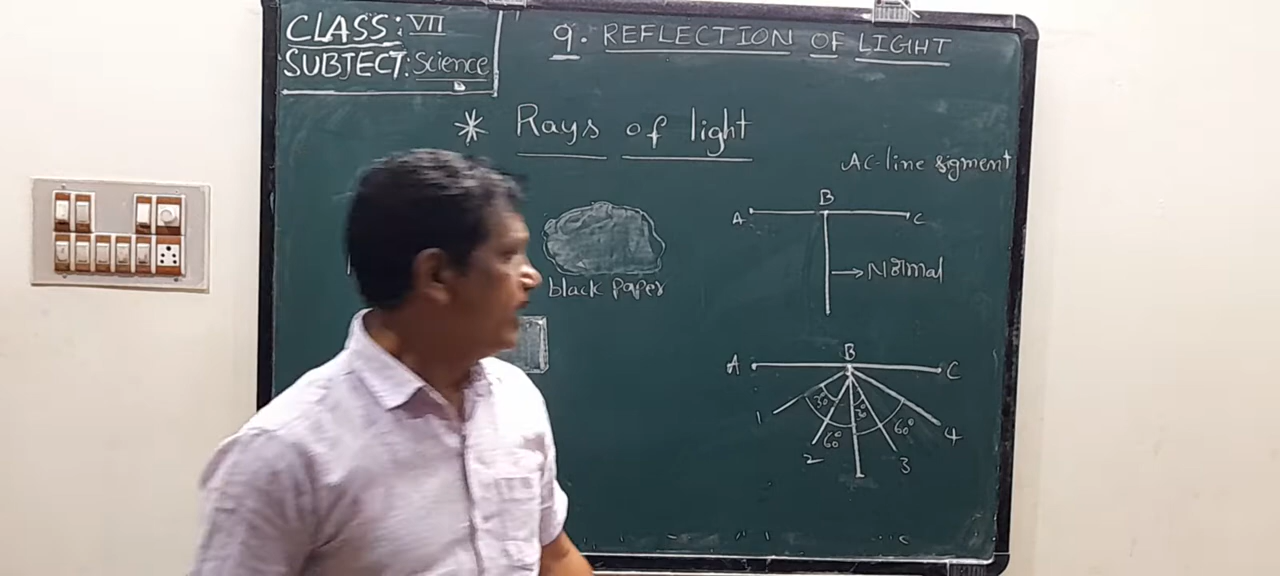 CLASS: VII
SUBJECT: Science
9. REFLECTION OF LIGHT
* Rays of light
AC-line sigment
B
A C
→ Normal
black paper
B
A C
30° 30°
1 60° 60° 4
2 3